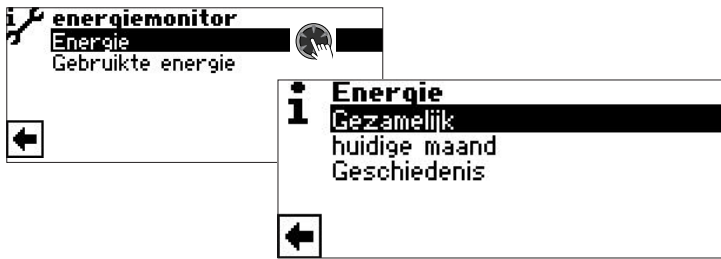 energiemonitor
Energie
Gebruikte energie
Energie
Gezamelijk
huidige maand
Geschiedenis